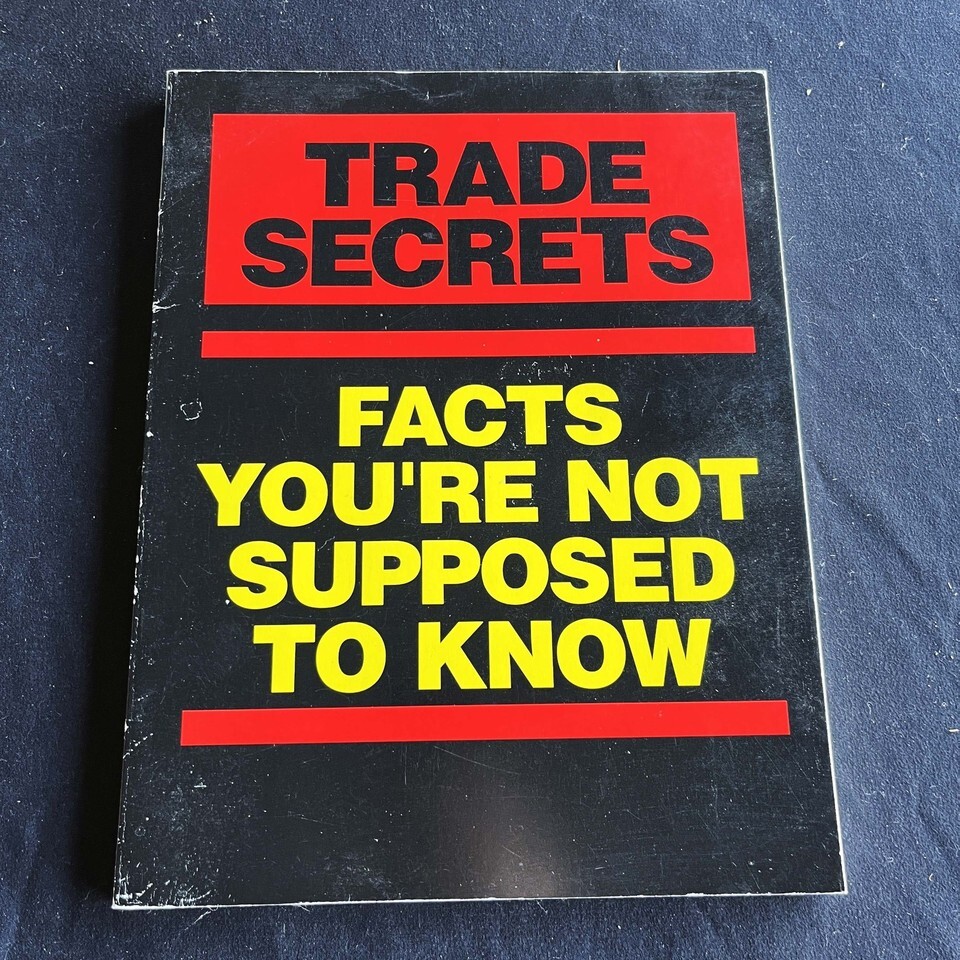 TRADE
SECRETS
FACTS
YOU'RE NOT
SUPPOSED
TO KNOW